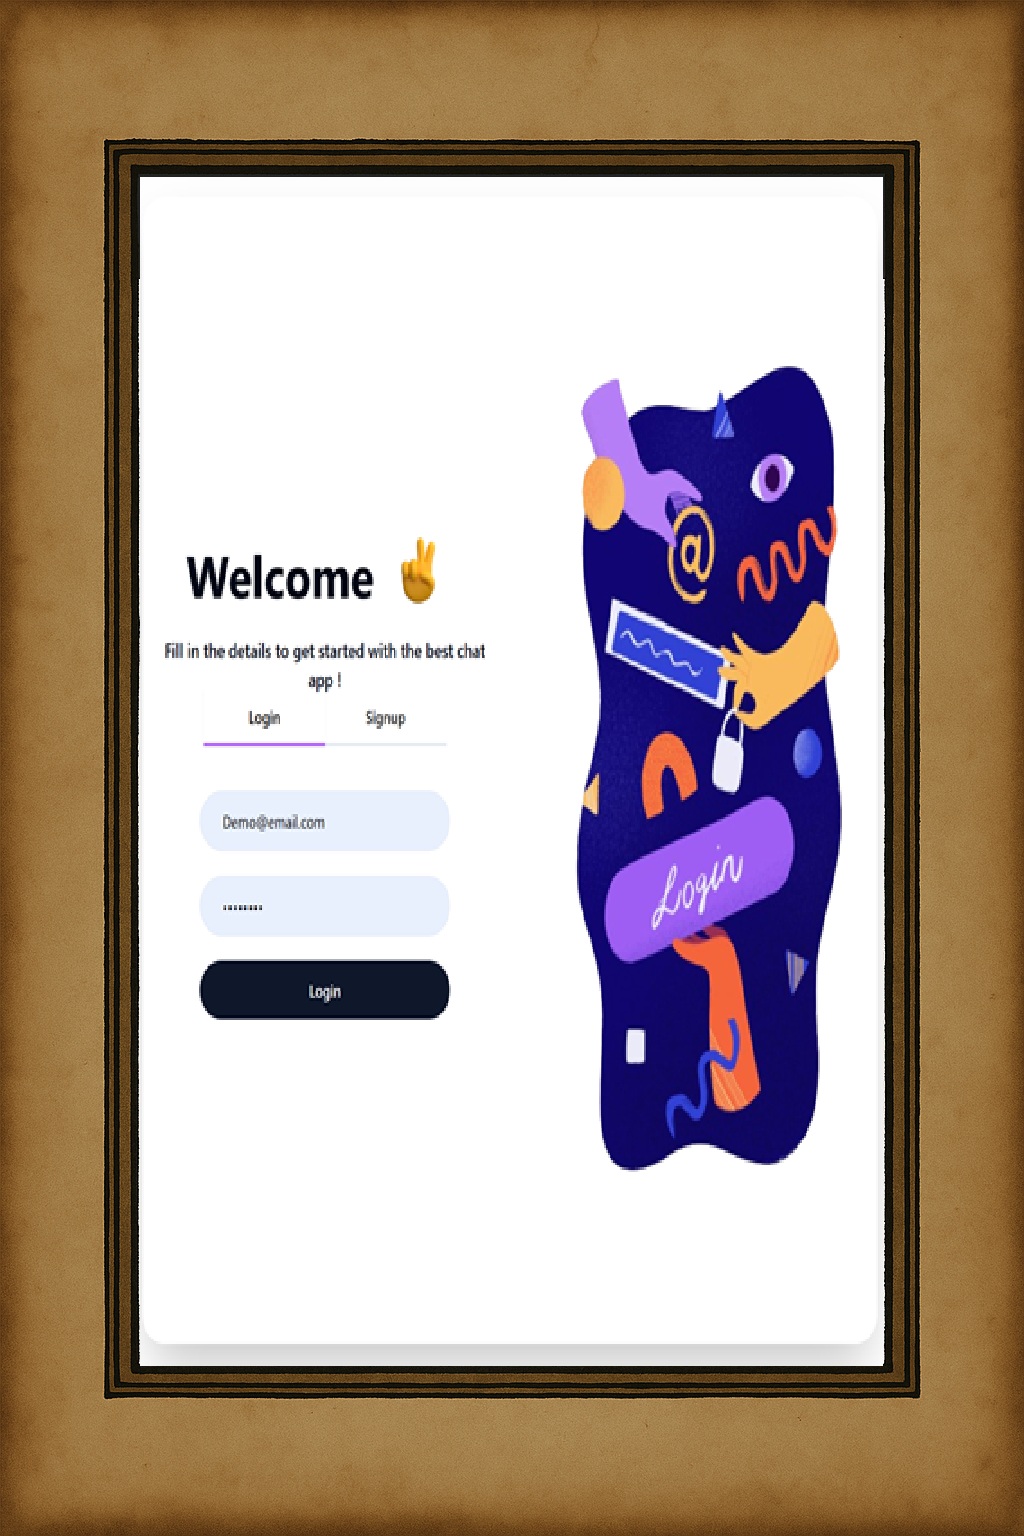 Welcome ✌
Fill in the details to get started with the best chat
app !
Login Signup
Demo@email.com
••••••••
Login
@
Login